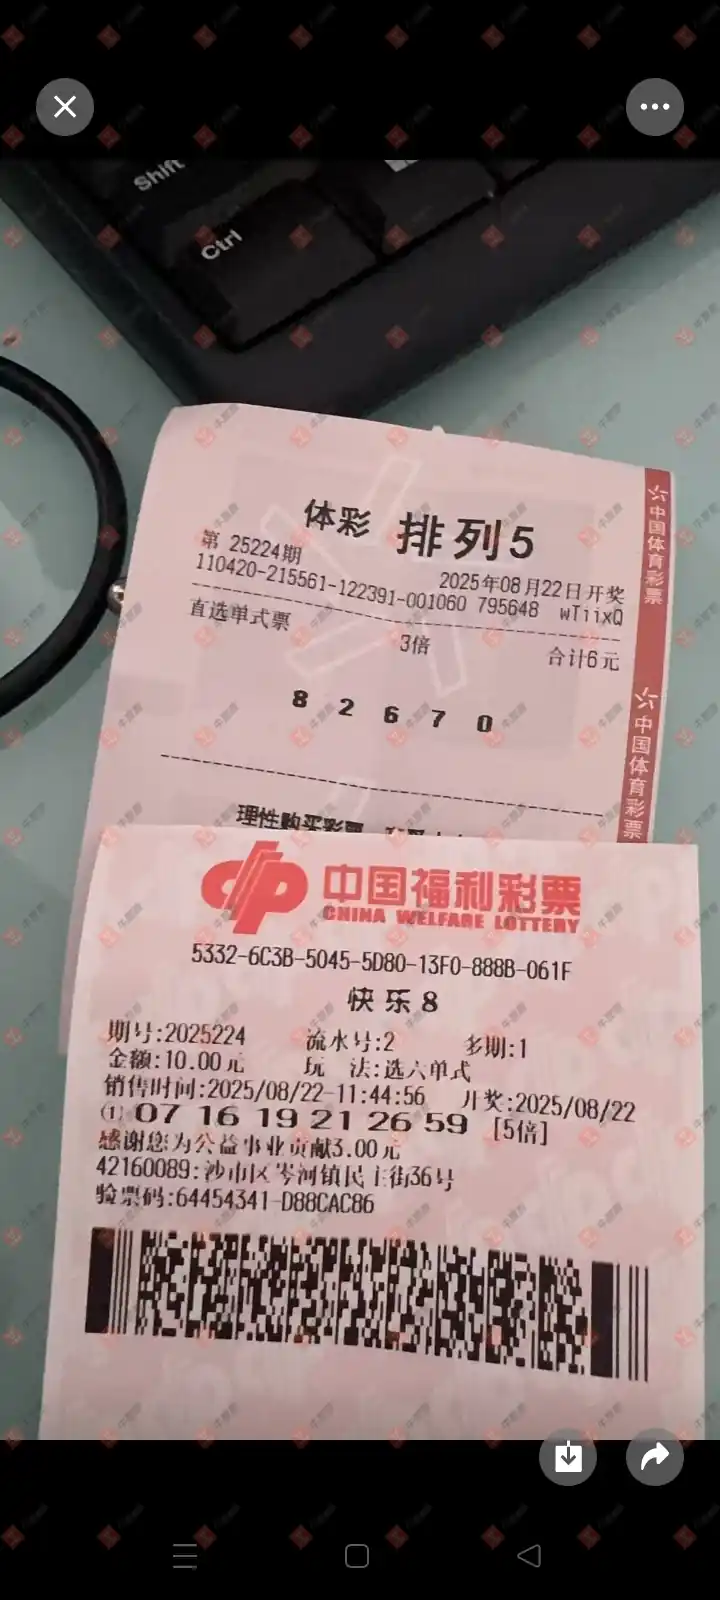 Shift
Ctrl
体彩 排列5
第 25224期
2025年08月22日开奖
110420-215561-122391-001060 795648 wTiixQ
直选单式票
3倍
合计6元
8 2 6 7 0
理性购买彩票
中国体育彩票
中国体育彩票
中国福利彩票
CHINA WELFARE LOTTERY
5332-6C3B-5045-5D80-13F0-888B-061F
快乐8
期号:2025224 流水号:2 多期:1
金额:10.00元 玩 法:选六单式
销售时间:2025/08/22-11:44:56 开奖:2025/08/22
① 07 16 19 21 26 59 [5倍]
感谢您为公益事业贡献3.00元
42160089:沙市区岑河镇民主街36号
验票码:64454341-D88CAC86